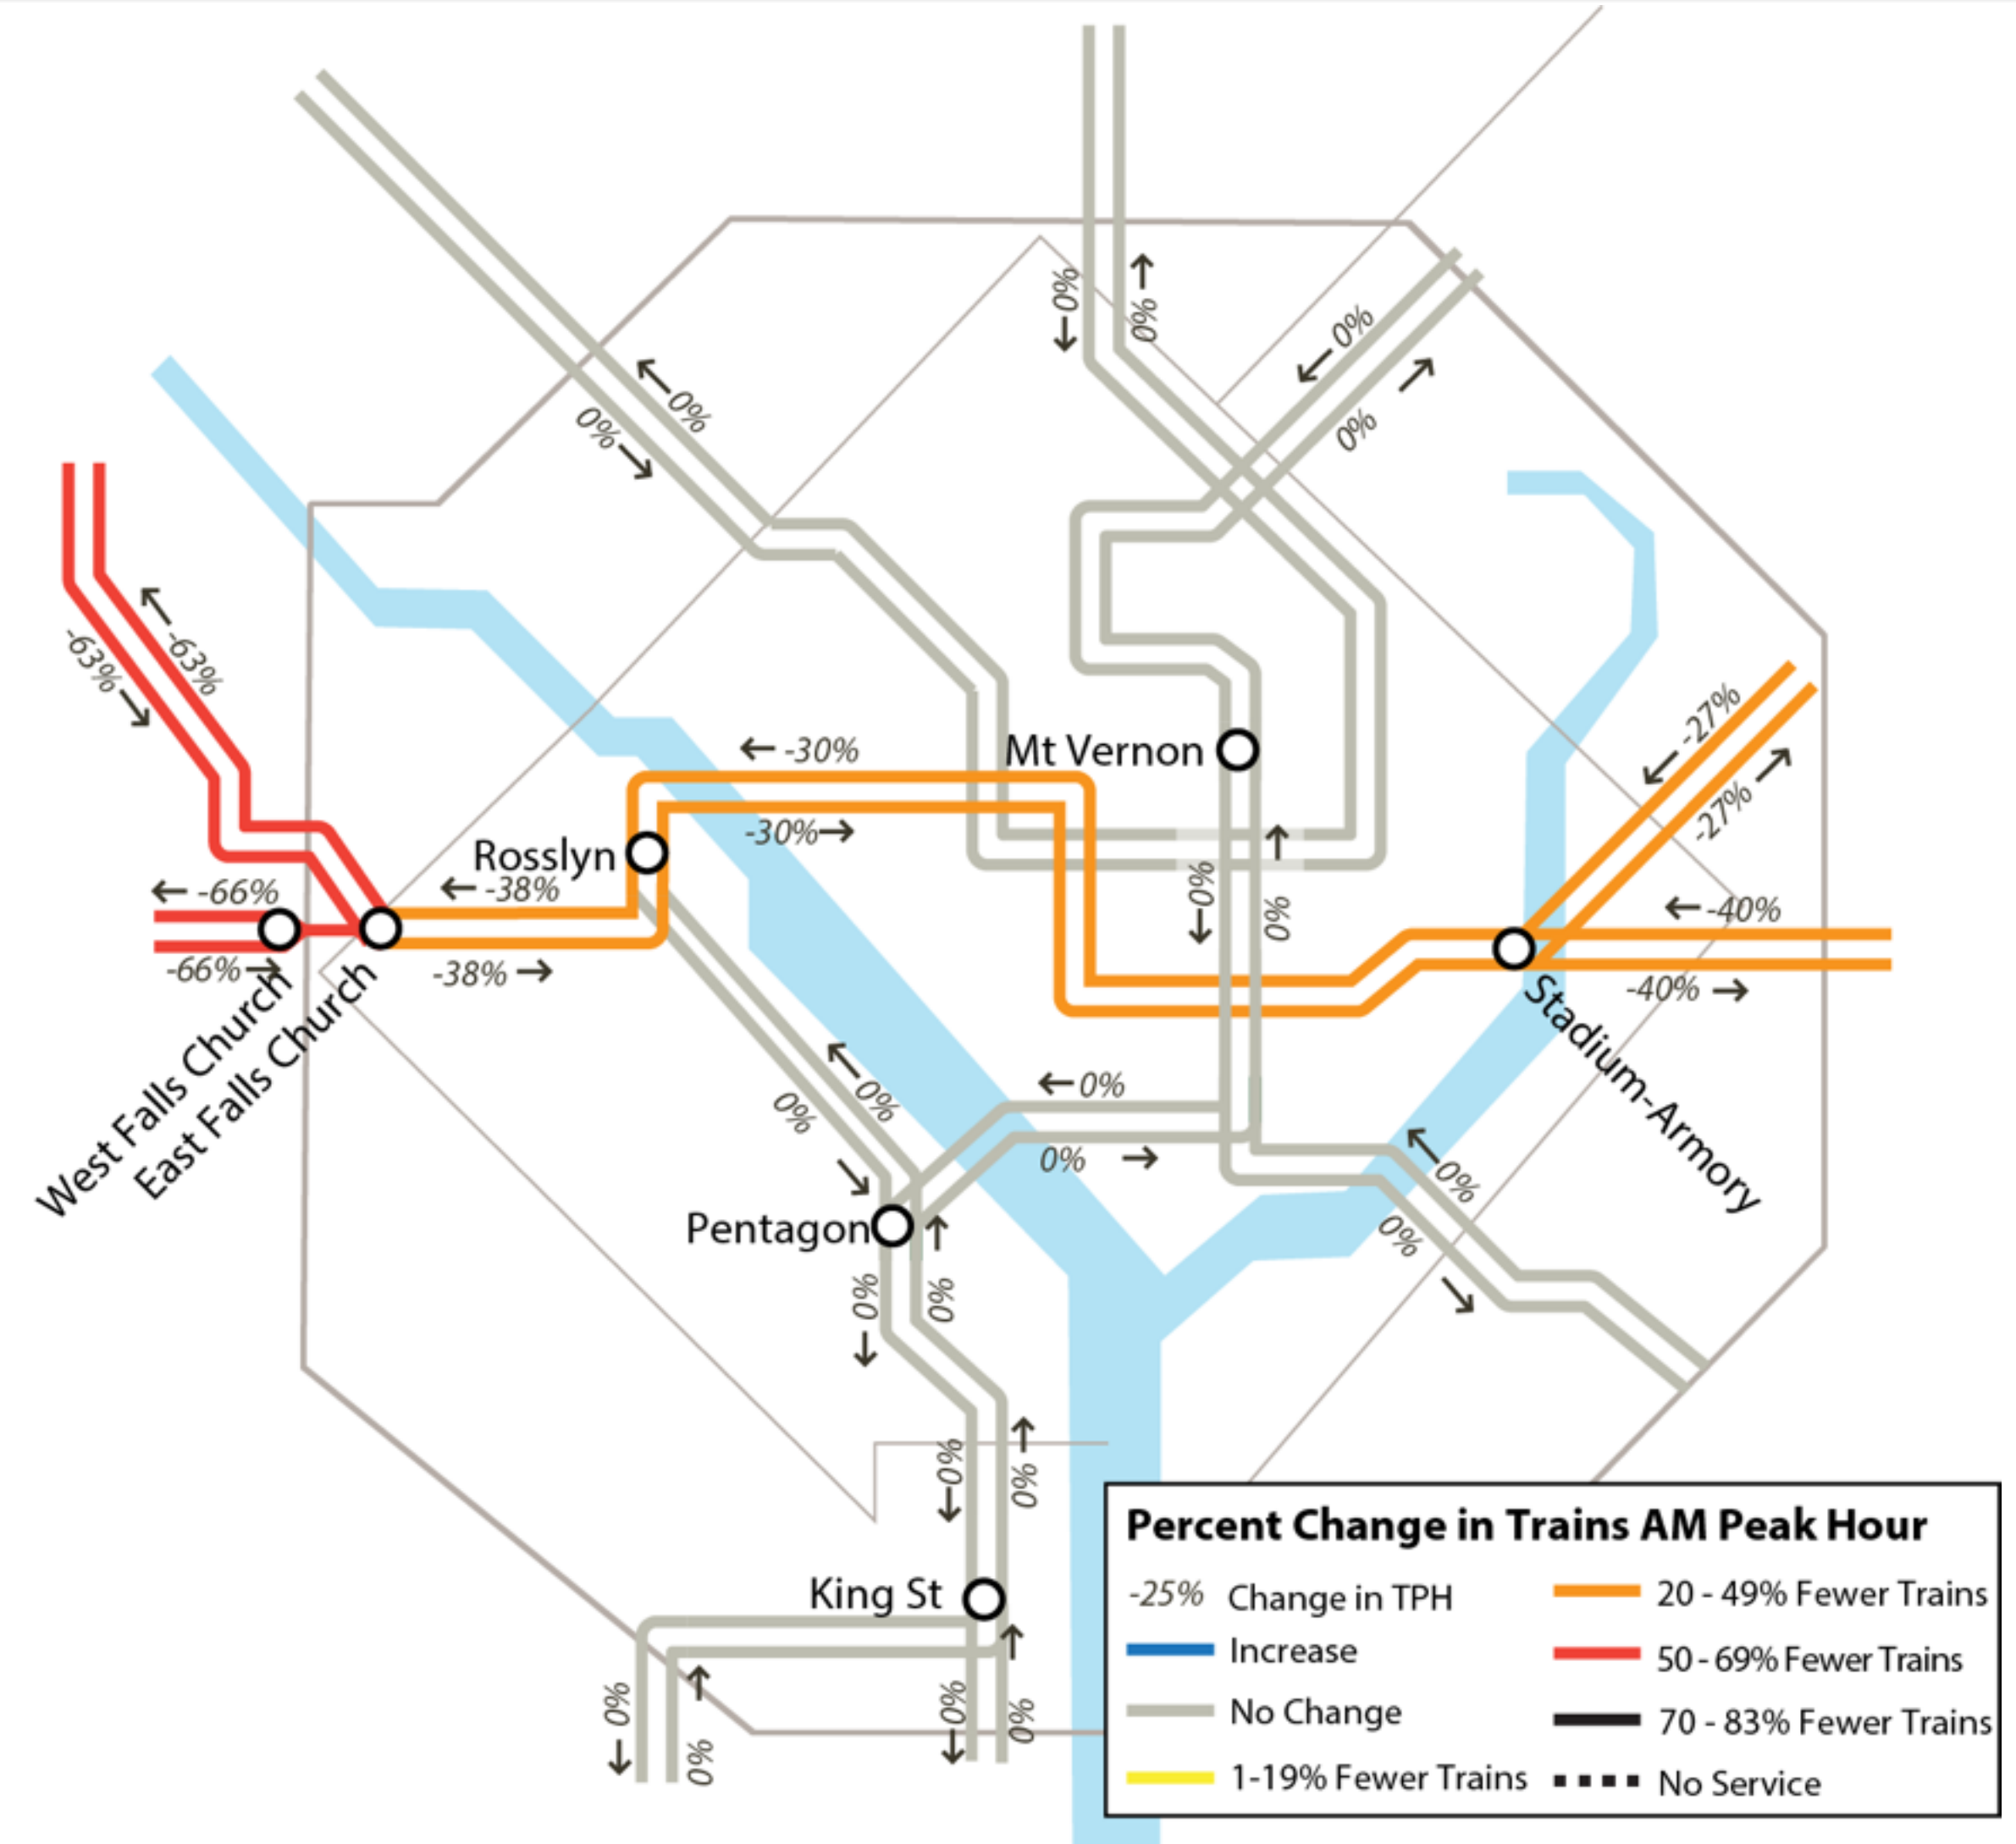 0%
0%
0%
0%
0%
0%
0%
-63%
-63%
-27%
-27%
Mt Vernon
-30%
-30%
Rosslyn
-66%
-38%
0%
0%
-40%
-66%
-38%
-40%
West Falls Church
East Falls Church
Stadium-Armory
0%
0%
0%
0%
0%
0%
Pentagon
0%
0%
0%
0%
King St
0%
0%
0%
0%
Percent Change in Trains AM Peak Hour
-25% Change in TPH
Increase
No Change
1-19% Fewer Trains
20 - 49% Fewer Trains
50 - 69% Fewer Trains
70 - 83% Fewer Trains
No Service